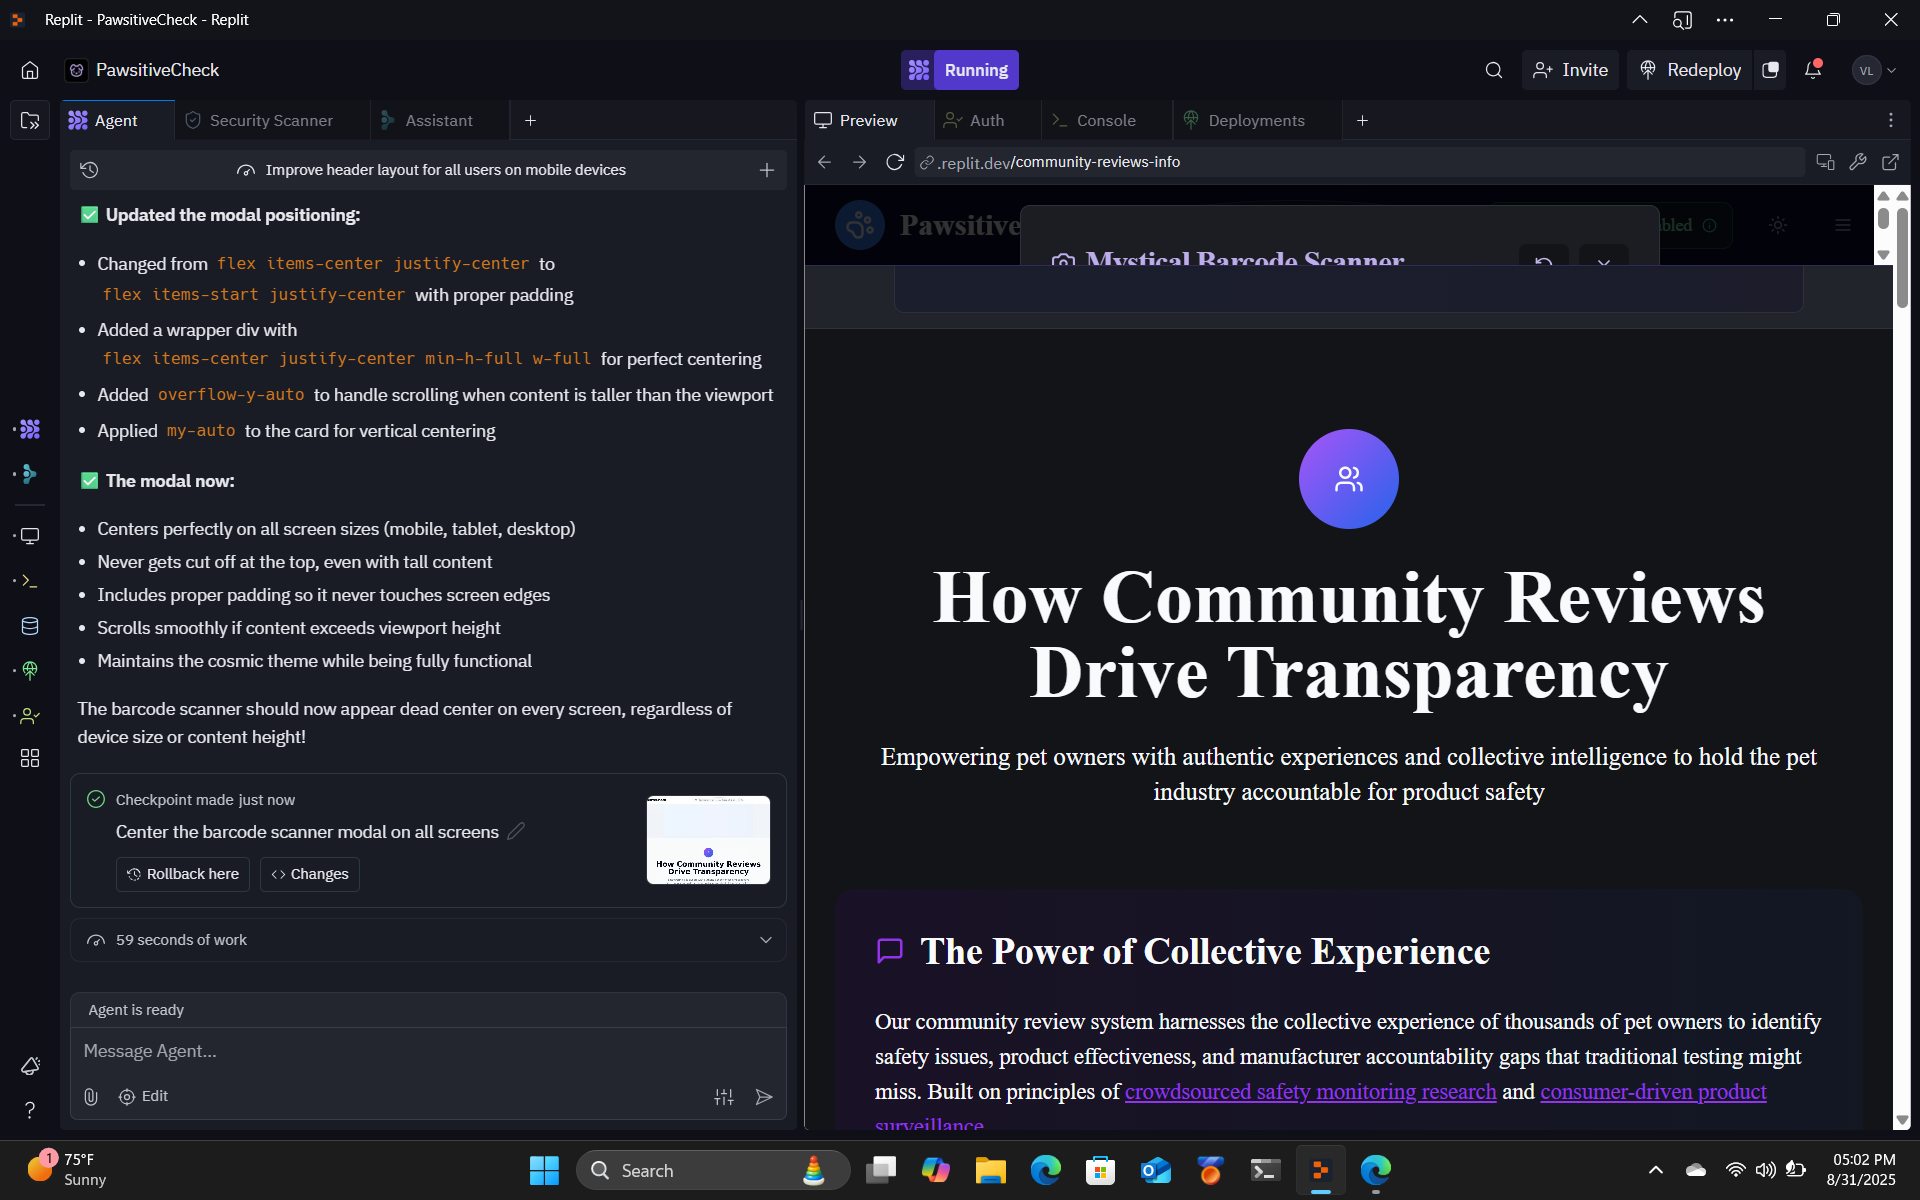 Replit - PawsitiveCheck - Replit
PawsitiveCheck
Running
Invite
Redeploy
VL
Agent
Security Scanner
Assistant
Preview
Auth
Console
Deployments
Improve header layout for all users on mobile devices
.replit.dev/community-reviews-info
✅ Updated the modal positioning:
• Changed from flex items-center justify-center to
flex items-start justify-center with proper padding
• Added a wrapper div with
flex items-center justify-center min-h-full w-full for perfect centering
• Added overflow-y-auto to handle scrolling when content is taller than the viewport
• Applied my-auto to the card for vertical centering
✅ The modal now:
• Centers perfectly on all screen sizes (mobile, tablet, desktop)
• Never gets cut off at the top, even with tall content
• Includes proper padding so it never touches screen edges
• Scrolls smoothly if content exceeds viewport height
• Maintains the cosmic theme while being fully functional
The barcode scanner should now appear dead center on every screen, regardless of
device size or content height!
Checkpoint made just now
Center the barcode scanner modal on all screens
Rollback here
Changes
How Community Reviews
Drive Transparency
59 seconds of work
Agent is ready
Message Agent...
Edit
Pawsitive
bled
Mystical Barcode Scanner
How Community Reviews
Drive Transparency
Empowering pet owners with authentic experiences and collective intelligence to hold the pet
industry accountable for product safety
The Power of Collective Experience
Our community review system harnesses the collective experience of thousands of pet owners to identify
safety issues, product effectiveness, and manufacturer accountability gaps that traditional testing might
miss. Built on principles of crowdsourced safety monitoring research and consumer-driven product
surveillance
1
75°F
Sunny
Search
05:02 PM
8/31/2025